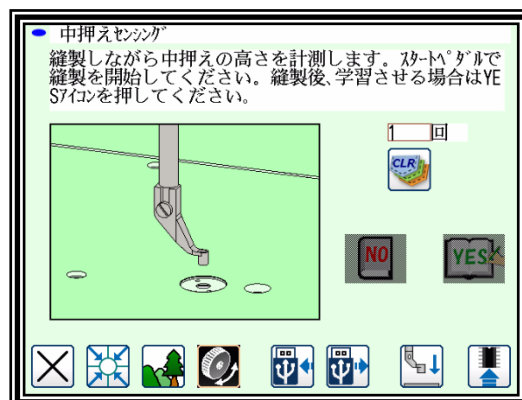 中押えｾﾝｼﾝｸﾞ
縫製しながら中押えの高さを計測します。ｽﾀｰﾄﾍﾟﾀﾞﾙで
縫製を開始してください。縫製後､学習させる場合はYE
Sｱｲｺﾝを押してください。
1 回
CLR
NO YES